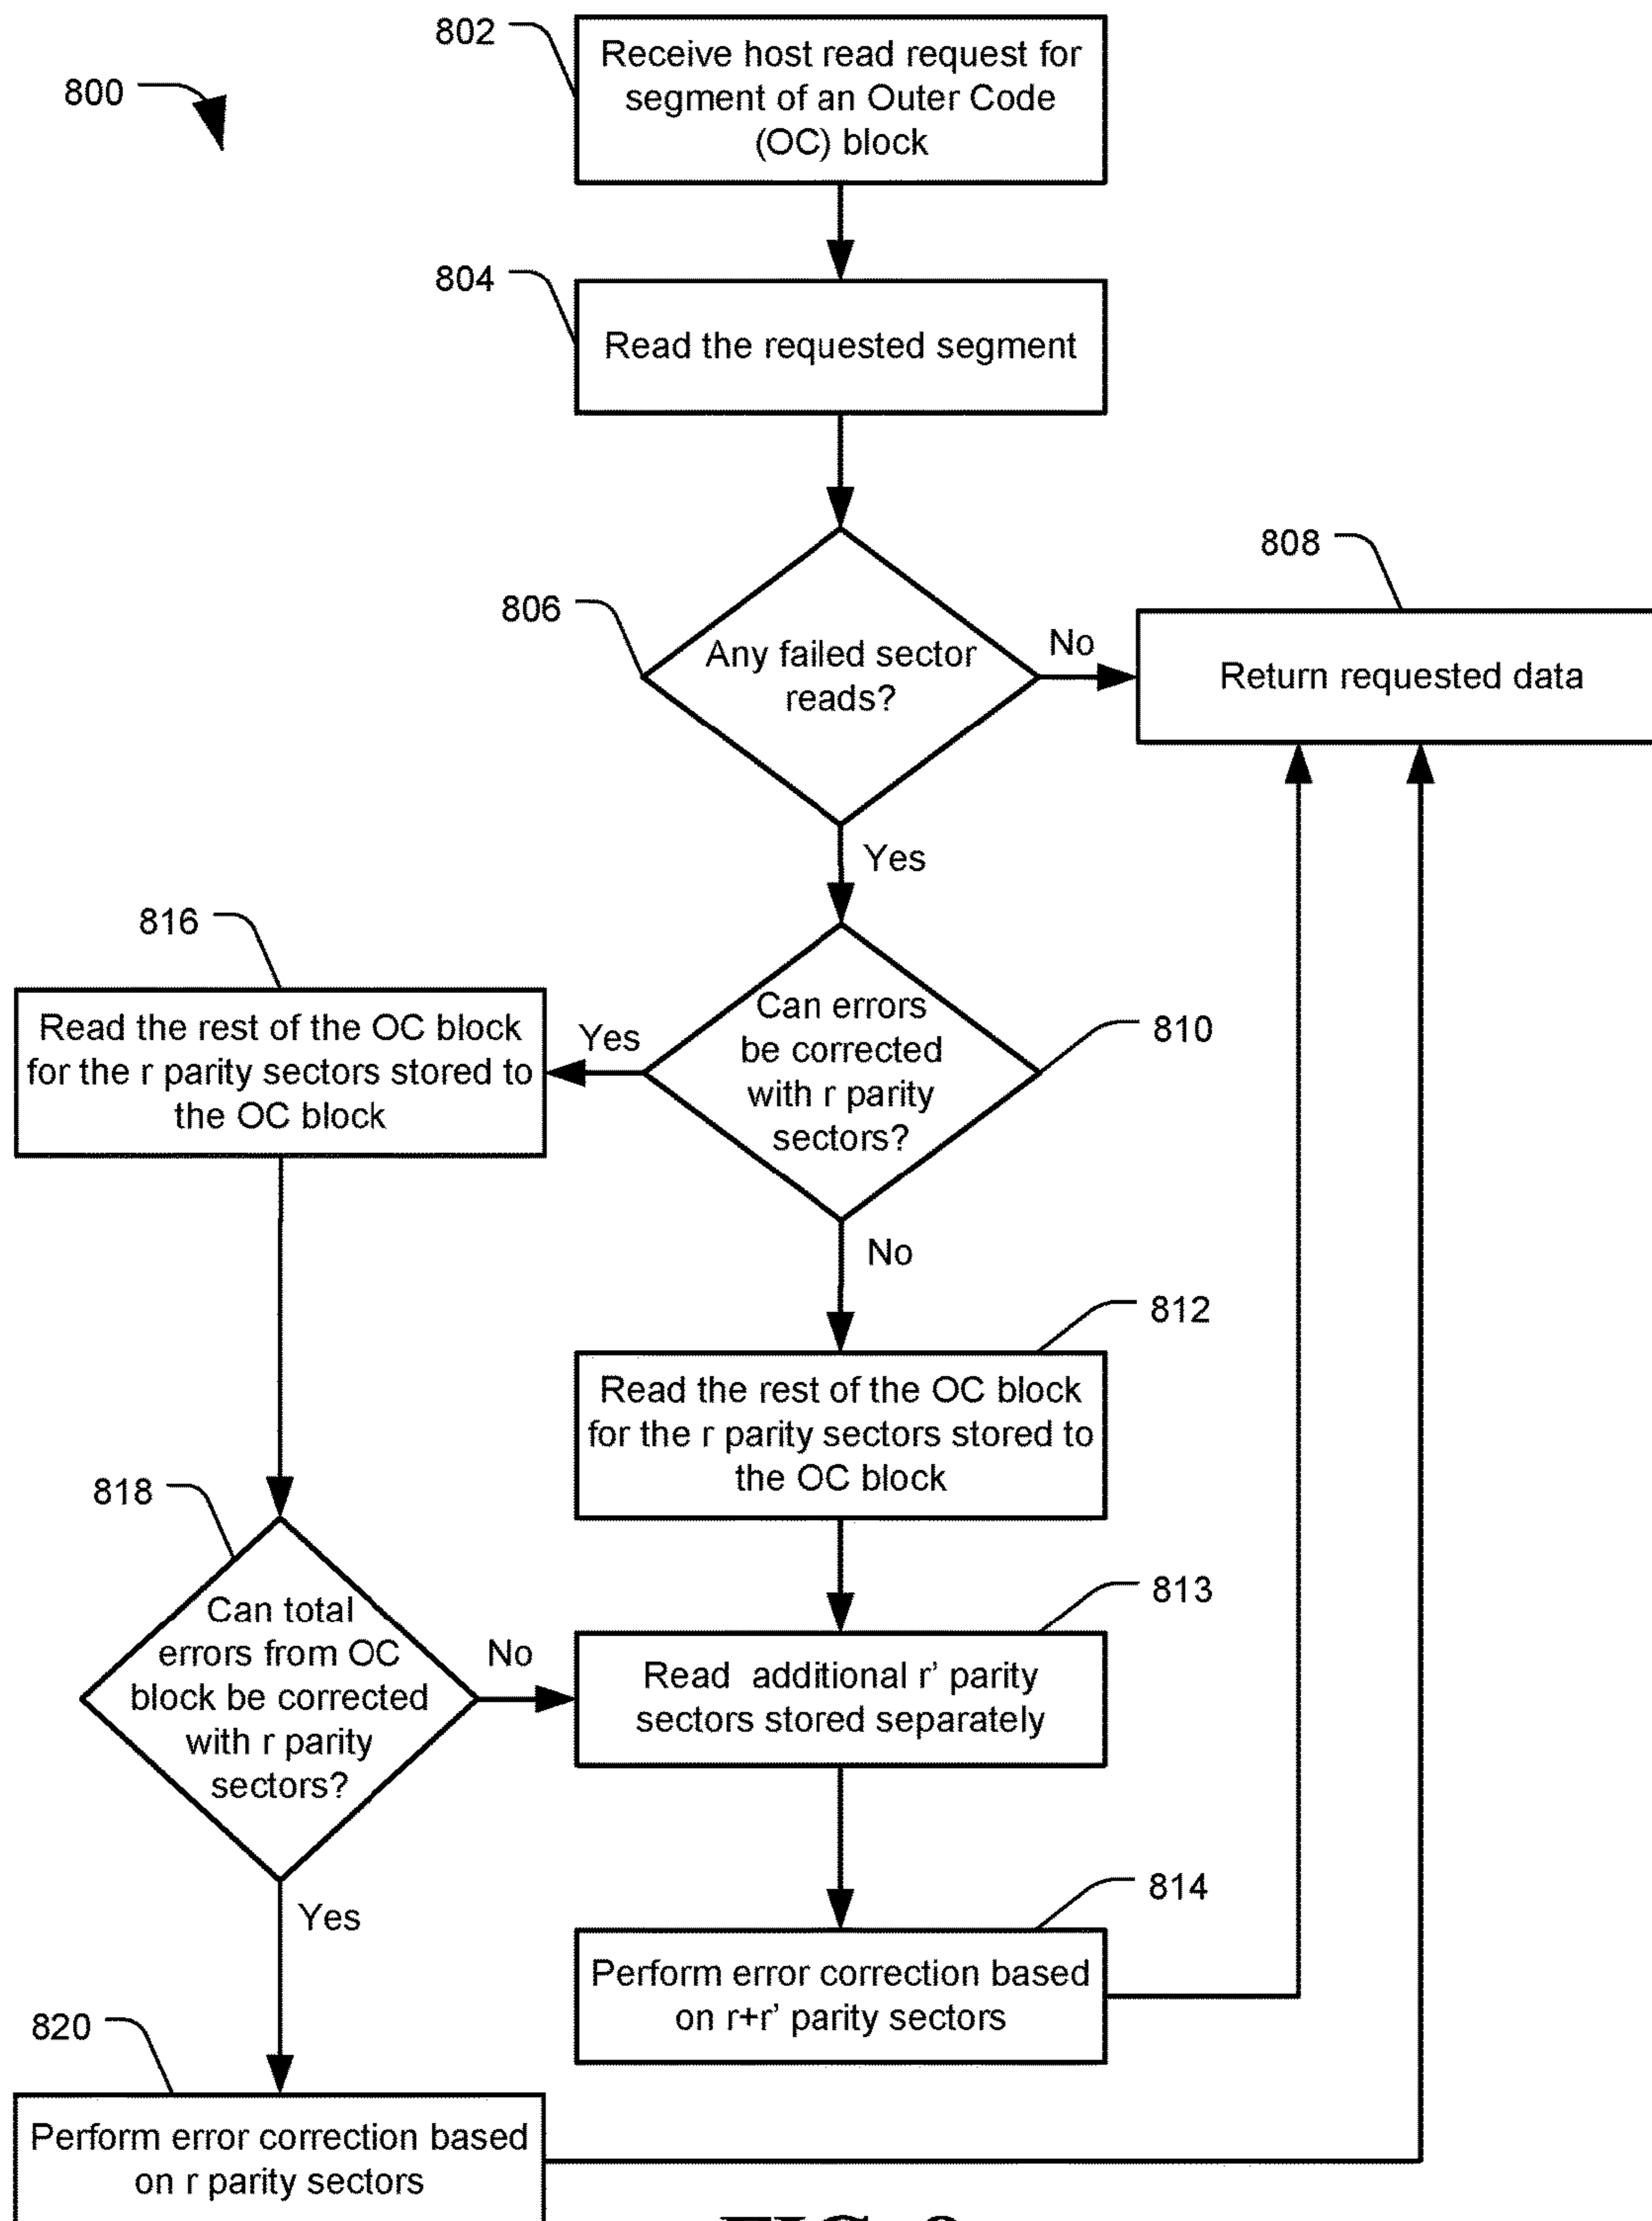 802
Receive host read request for
segment of an Outer Code
(OC) block
800
804
Read the requested segment
806
Any failed sector
reads?
No
808
Return requested data
Yes
816
Read the rest of the OC block
for the r parity sectors stored to
the OC block
Yes
Can errors
be corrected
with r parity
sectors?
810
No
812
Read the rest of the OC block
for the r parity sectors stored to
the OC block
818
Can total
errors from OC
block be corrected
with r parity
sectors?
No
813
Read additional r' parity
sectors stored separately
Yes
814
Perform error correction based
on r+r' parity sectors
820
Perform error correction based
on r parity sectors